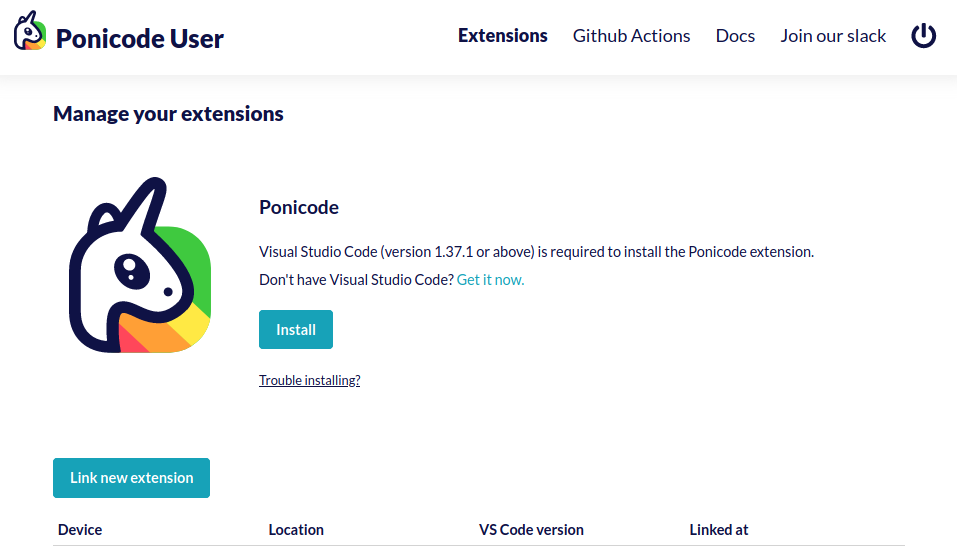 Ponicode User
Extensions Github Actions Docs Join our slack
Manage your extensions
Ponicode
Visual Studio Code (version 1.37.1 or above) is required to install the Ponicode extension.
Don't have Visual Studio Code? Get it now.
Install
Trouble installing?
Link new extension
Device Location VS Code version Linked at